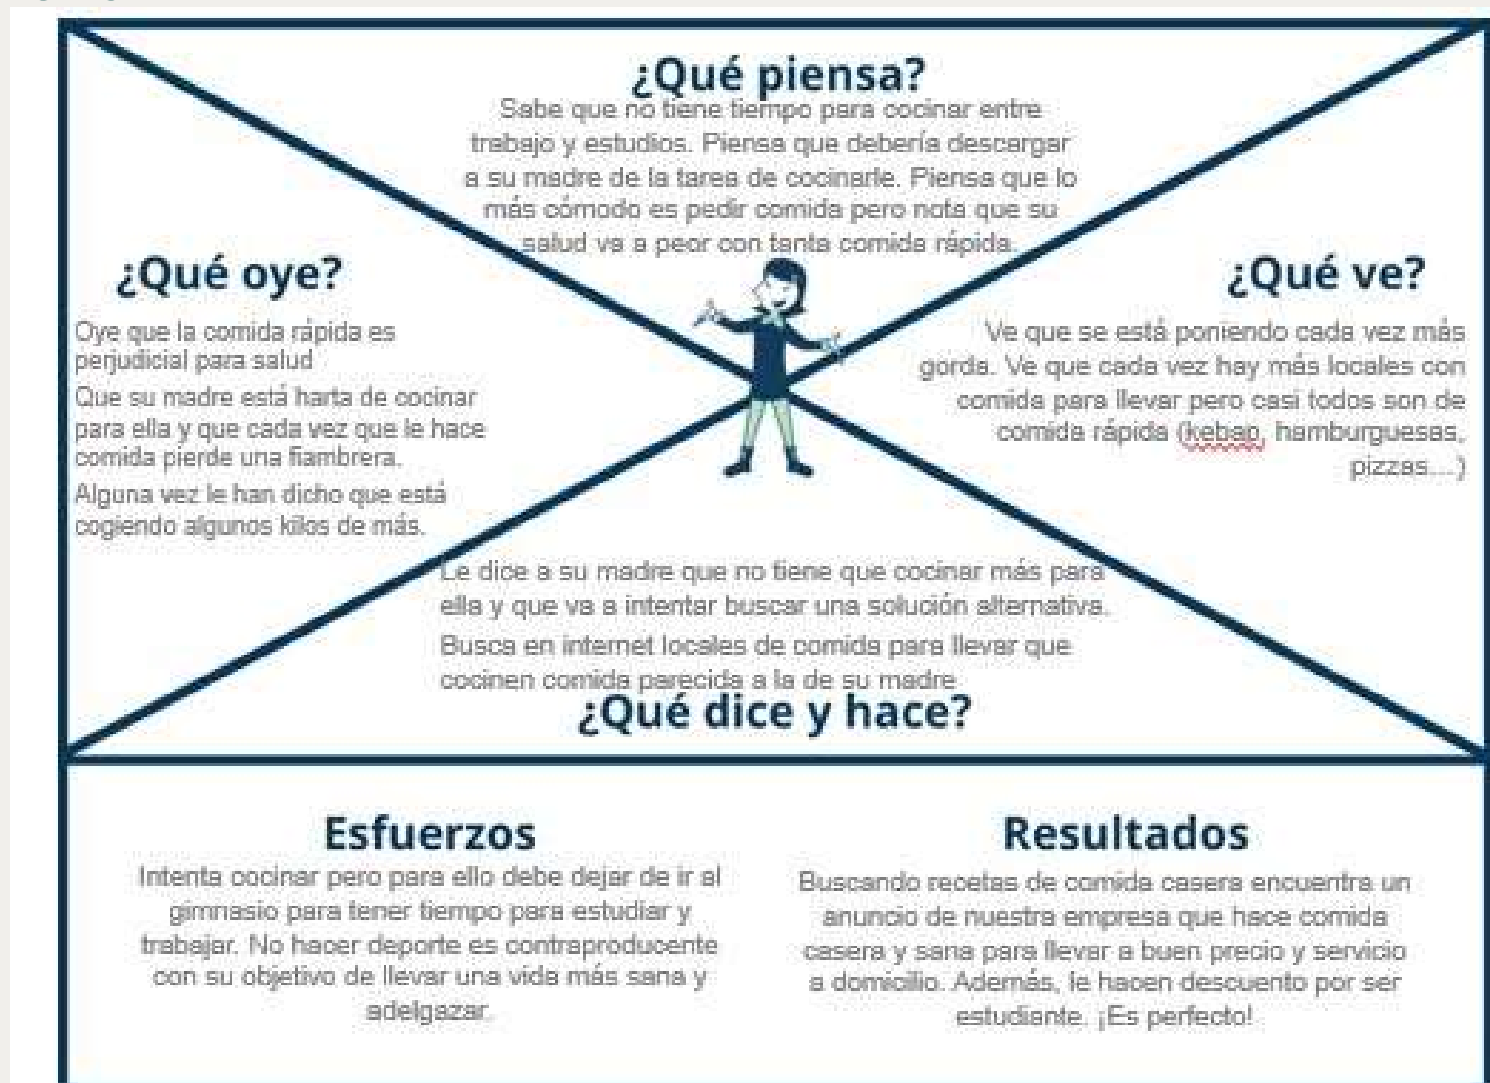 ¿Qué piensa?
Sabe que no tiene tiempo para cocinar entre
trabajo y estudios. Piensa que debería descargar
a su madre de la tarea de cocinarle. Piensa que lo
más cómodo es pedir comida pero nota que su
salud va a peor con tanta comida rápida.
¿Qué oye?
Oye que la comida rápida es
perjudicial para salud
Que su madre está harta de cocinar
para ella y que cada vez que le hace
comida pierde una fiambrera.
Alguna vez le han dicho que está
cogiendo algunos kilos de más.
¿Qué ve?
Ve que se está poniendo cada vez más
gorda. Ve que cada vez hay más locales con
comida para llevar pero casi todos son de
comida rápida (kebap, hamburguesas,
pizzas...)
Le dice a su madre que no tiene que cocinar más para
ella y que va a intentar buscar una solución alternativa.
Busca en internet locales de comida para llevar que
cocinen comida parecida a la de su madre
¿Qué dice y hace?
Esfuerzos
Intenta cocinar pero para ello debe dejar de ir al
gimnasio para tener tiempo para estudiar y
trabajar. No hacer deporte es contraproducente
con su objetivo de llevar una vida más sana y
adelgazar.
Resultados
Buscando recetas de comida casera encuentra un
anuncio de nuestra empresa que hace comida
casera y sana para llevar a buen precio y servicio
a domicilio. Además, le hacen descuento por ser
estudiante. ¡Es perfecto!